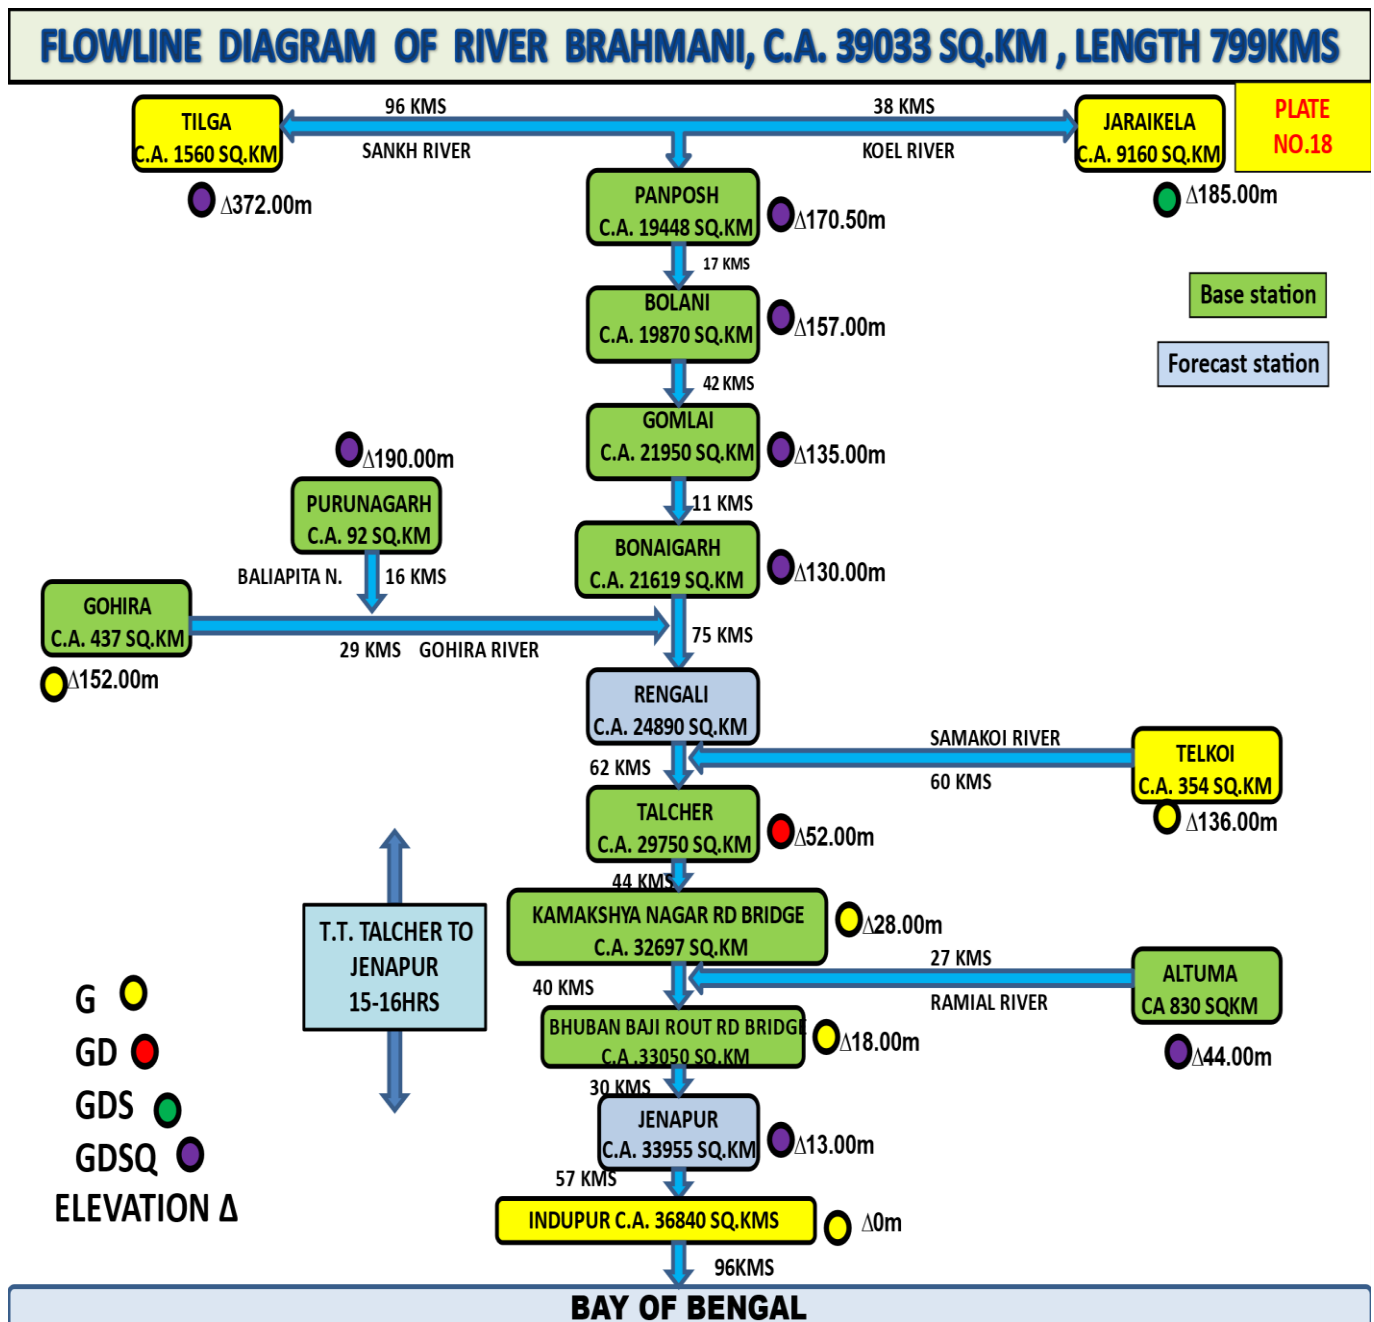 FLOWLINE DIAGRAM OF RIVER BRAHMANI, C.A. 39033 SQ.KM , LENGTH 799KMS
PLATE
NO.18
TILGA
C.A. 1560 SQ.KM
96 KMS
SANKH RIVER
38 KMS
KOEL RIVER
JARAIKELA
C.A. 9160 SQ.KM
Δ372.00m
Δ185.00m
PANPOSH
C.A. 19448 SQ.KM
Δ170.50m
17 KMS
Base station
BOLANI
C.A. 19870 SQ.KM
Δ157.00m
Forecast station
42 KMS
GOMLAI
C.A. 21950 SQ.KM
Δ135.00m
Δ190.00m
PURUNAGARH
C.A. 92 SQ.KM
11 KMS
BONAIGARH
C.A. 21619 SQ.KM
Δ130.00m
BALIAPITA N.
16 KMS
GOHIRA
C.A. 437 SQ.KM
29 KMS GOHIRA RIVER
75 KMS
Δ152.00m
RENGALI
C.A. 24890 SQ.KM
SAMAKOI RIVER
60 KMS
TELKOI
C.A. 354 SQ.KM
Δ136.00m
62 KMS
TALCHER
C.A. 29750 SQ.KM
Δ52.00m
44 KMS
KAMAKSHYA NAGAR RD BRIDGE
C.A. 32697 SQ.KM
Δ28.00m
T.T. TALCHER TO
JENAPUR
15-16HRS
27 KMS
RAMIAL RIVER
ALTUMA
CA 830 SQKM
Δ44.00m
40 KMS
BHUBAN BAJI ROUT RD BRIDGE
C.A .33050 SQ.KM
Δ18.00m
30 KMS
JENAPUR
C.A. 33955 SQ.KM
Δ13.00m
57 KMS
INDUPUR C.A. 36840 SQ.KMS
Δ0m
96KMS
G
GD
GDS
GDSQ
ELEVATION Δ
BAY OF BENGAL